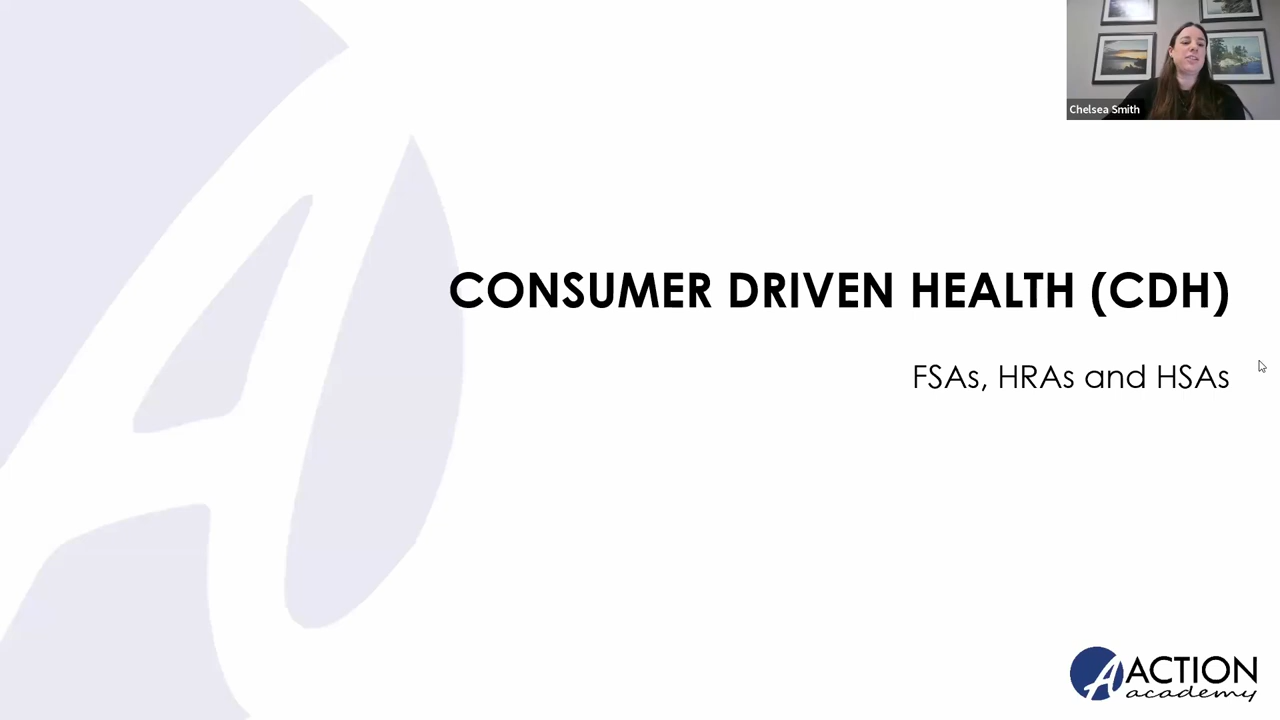 Chelsea Smith
CONSUMER DRIVEN HEALTH (CDH)
FSAs, HRAs and HSAs
A ACTION
academy